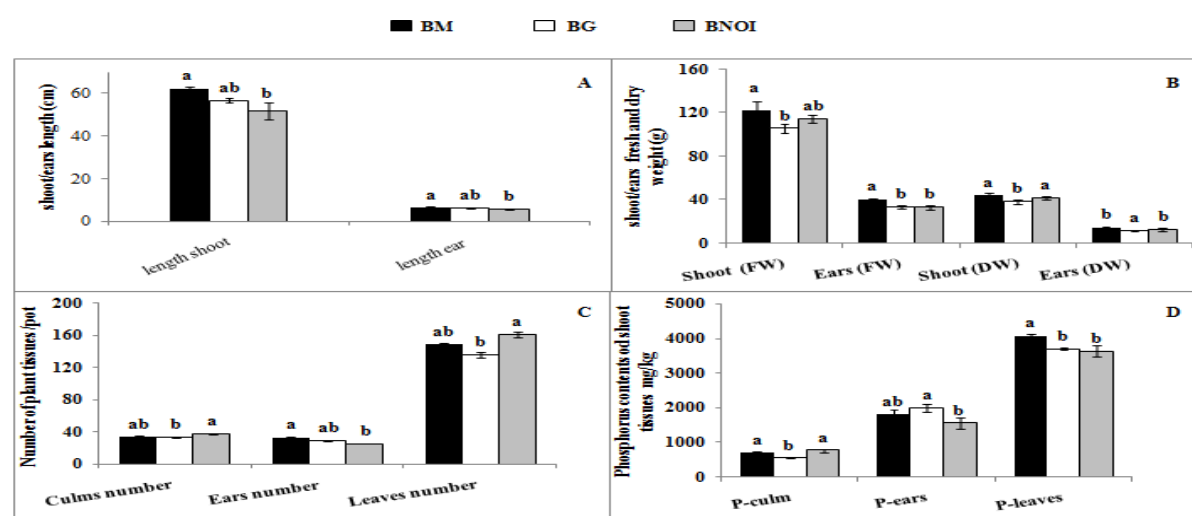 BM BG BNOI
A
shoot/ears length (cm)
60
40
20
0
a ab b
a ab b
length shoot
length ear
B
shoot/ears fresh and dry
weight (g)
160
120
80
40
0
a b ab
a b b
a b a
b a b
Shoot (FW) Ears (FW) Shoot (DW) Ears (DW)
C
Number of plant tissues/pot
200
160
120
80
40
0
ab b a
a ab b
ab b a
Culms number Ears number Leaves number
D
Phosphorus contents od shoot
tissues mg/kg
5000
4000
3000
2000
1000
0
a b a
ab a b
a b b
P-culm P-ears P-leaves